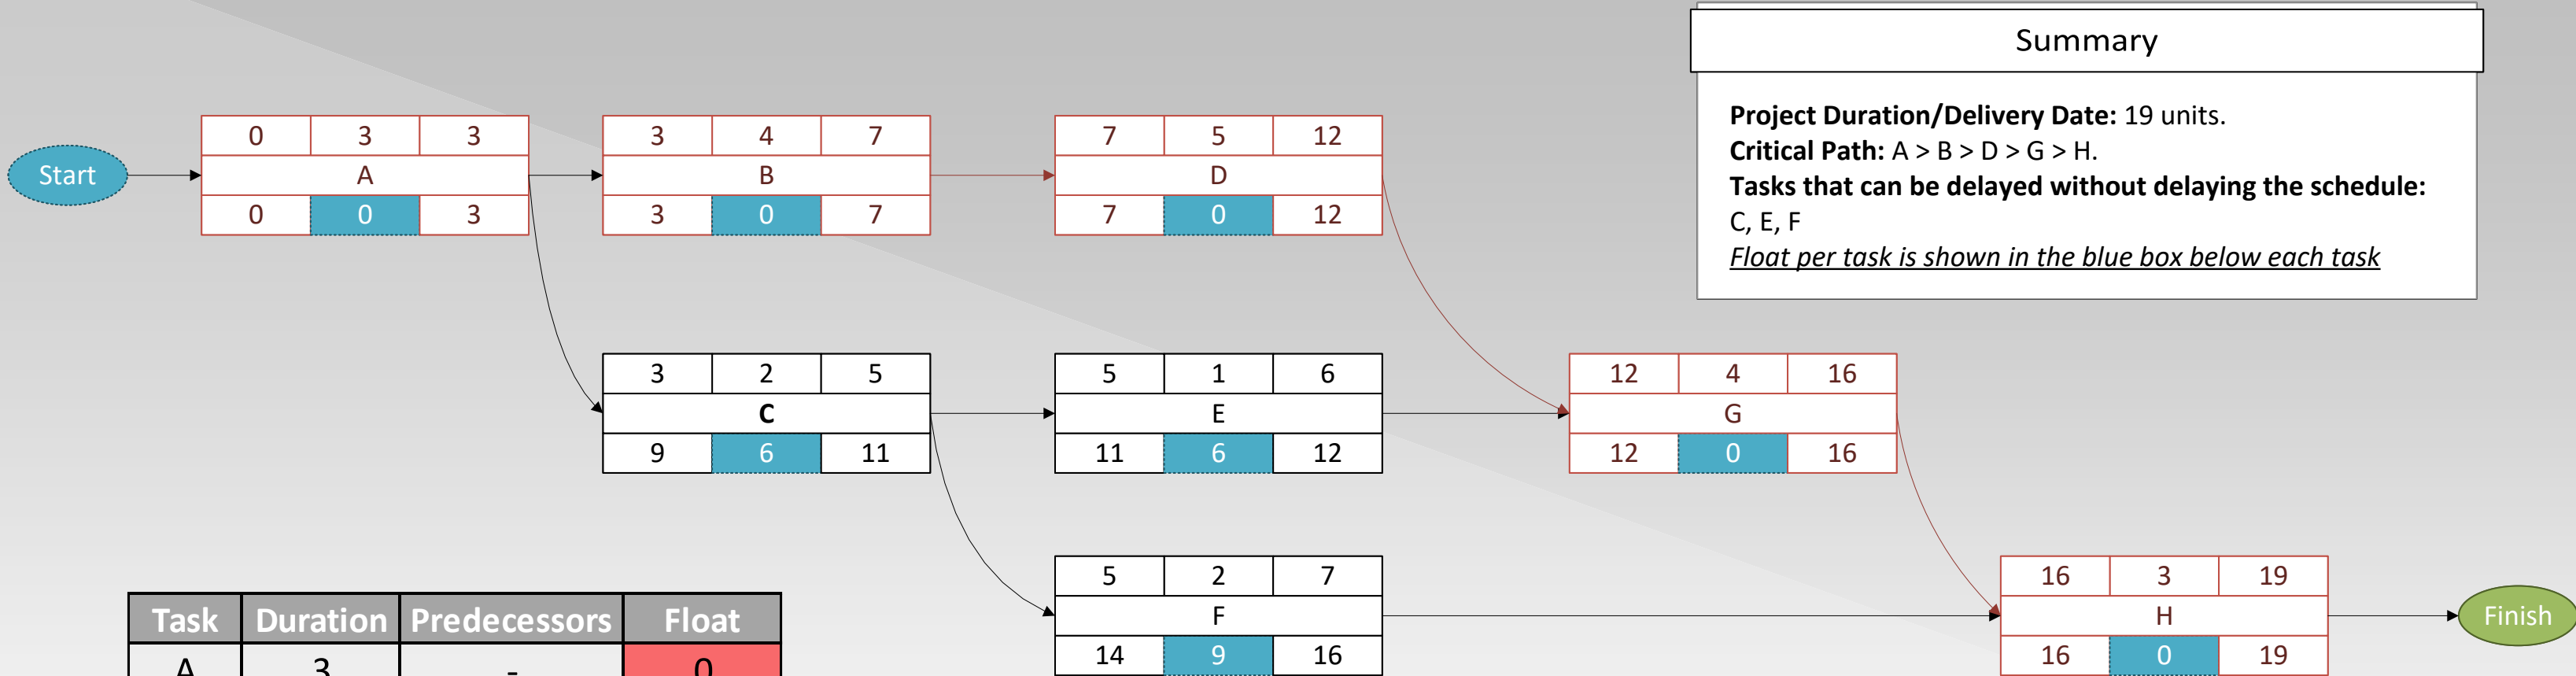 Summary
Project Duration/Delivery Date: 19 units.
Critical Path: A > B > D > G > H.
Tasks that can be delayed without delaying the schedule:
C, E, F
Float per task is shown in the blue box below each task
Start
0 3 3
A
0 0 3
3 4 7
B
3 0 7
7 5 12
D
7 0 12
3 2 5
C
9 6 11
5 1 6
E
11 6 12
12 4 16
G
12 0 16
5 2 7
F
14 9 16
16 3 19
H
16 0 19
Finish
Task Duration Predecessors Float
A 3 - 0